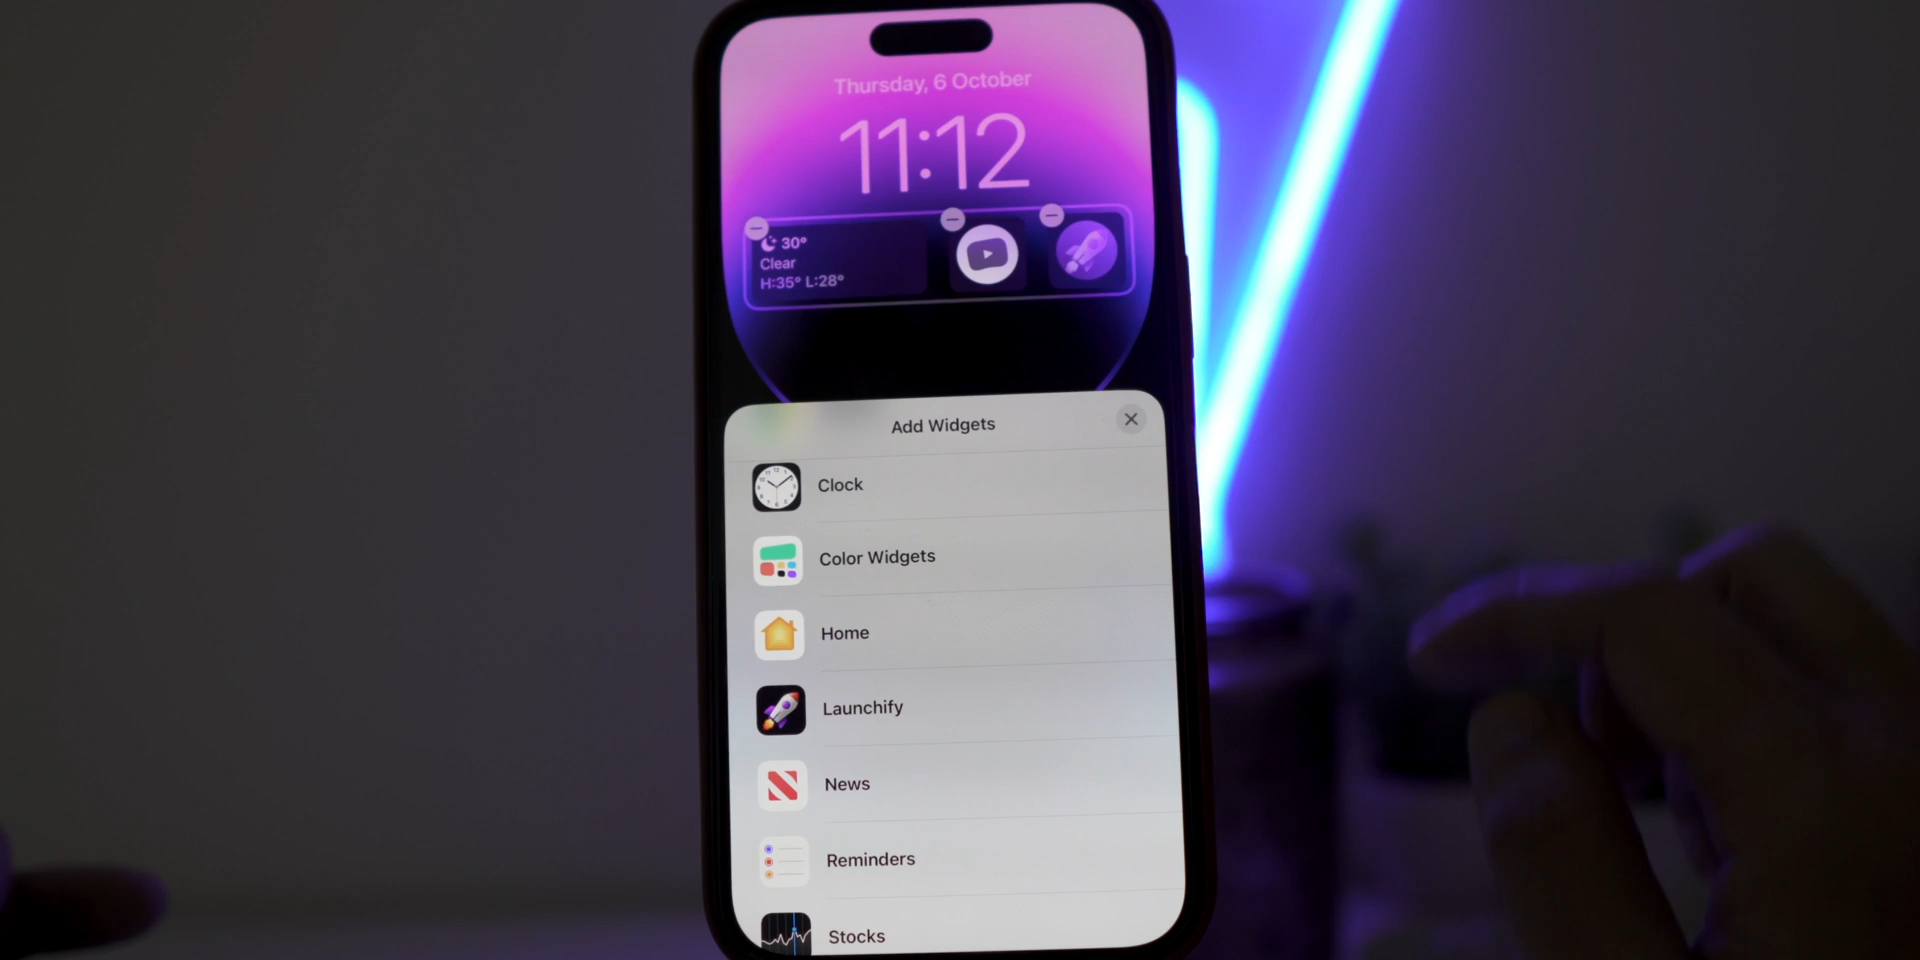 Thursday, 6 October
11:12
30°
Clear
H:35° L:28°
Add Widgets
Clock
Color Widgets
Home
Launchify
News
Reminders
Stocks